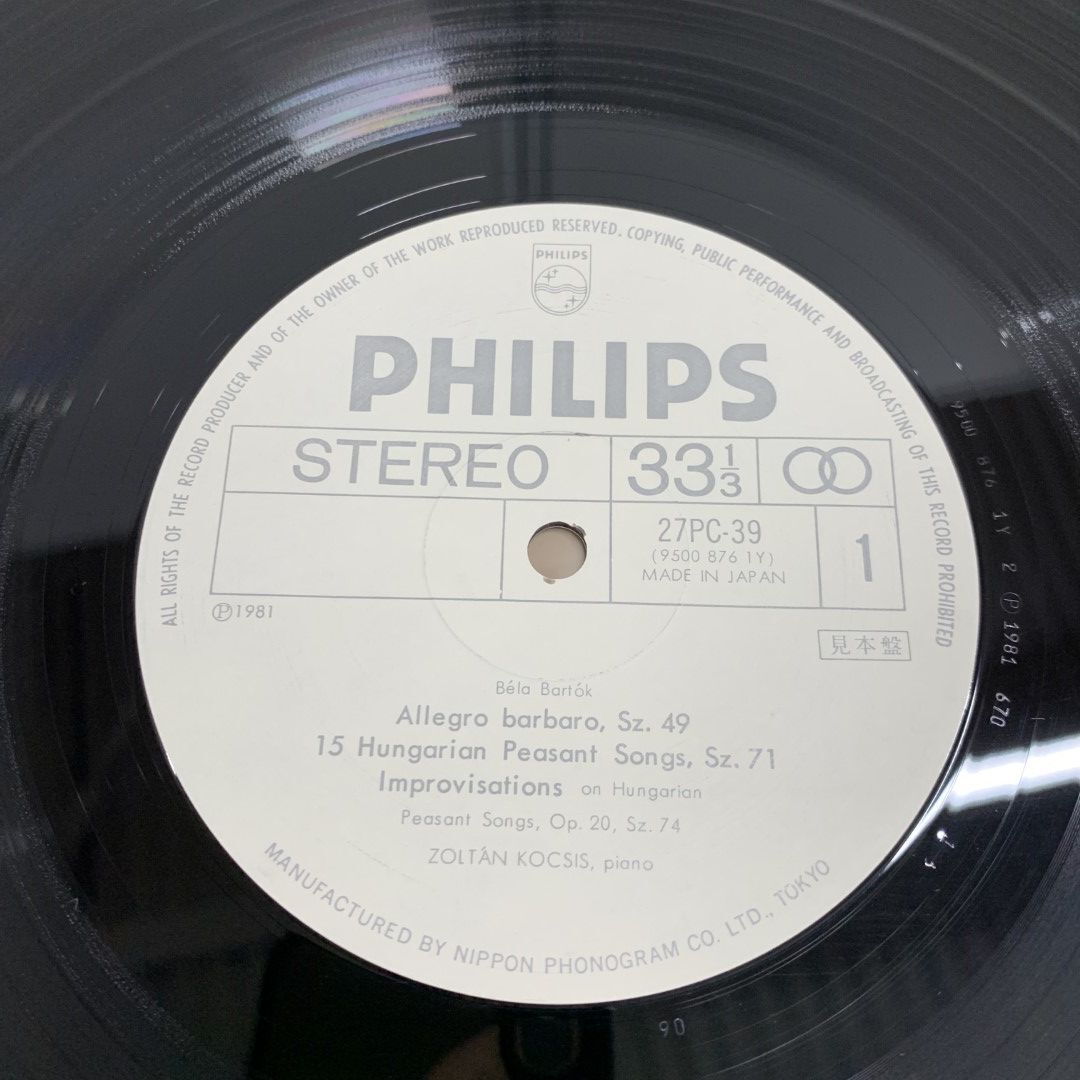 ALL RIGHTS OF THE RECORD PRODUCER AND OF THE OWNER OF THE WORK REPRODUCED RESERVED. COPYING, PUBLIC PERFORMANCE AND BROADCASTING OF THIS RECORD PROHIBITED
PHILIPS
PHILIPS
STEREO
33 1/3
27PC-39
(9500 876 1Y)
MADE IN JAPAN
1
℗1981
見本盤
Béla Bartók
Allegro barbaro, Sz. 49
15 Hungarian Peasant Songs, Sz. 71
Improvisations on Hungarian
Peasant Songs, Op. 20, Sz. 74
ZOLTÁN KOCSIS, piano
MANUFACTURED BY NIPPON PHONOGRAM CO. LTD., TOKYO
9500 876 1Y 2 ℗ 1981 670
90